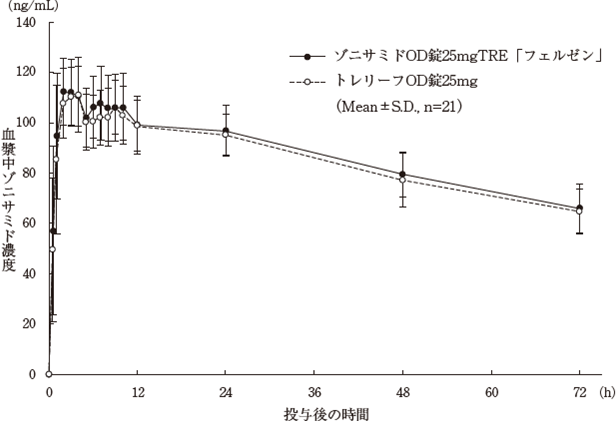 (ng/mL)
140
120
100
80
60
40
20
0
血漿中ゾニサミド濃度
ゾニサミドOD錠25mgTRE「フェルゼン」
トレリーフOD錠25mg
(Mean±S.D., n=21)
0 12 24 36 48 60 72 (h)
投与後の時間